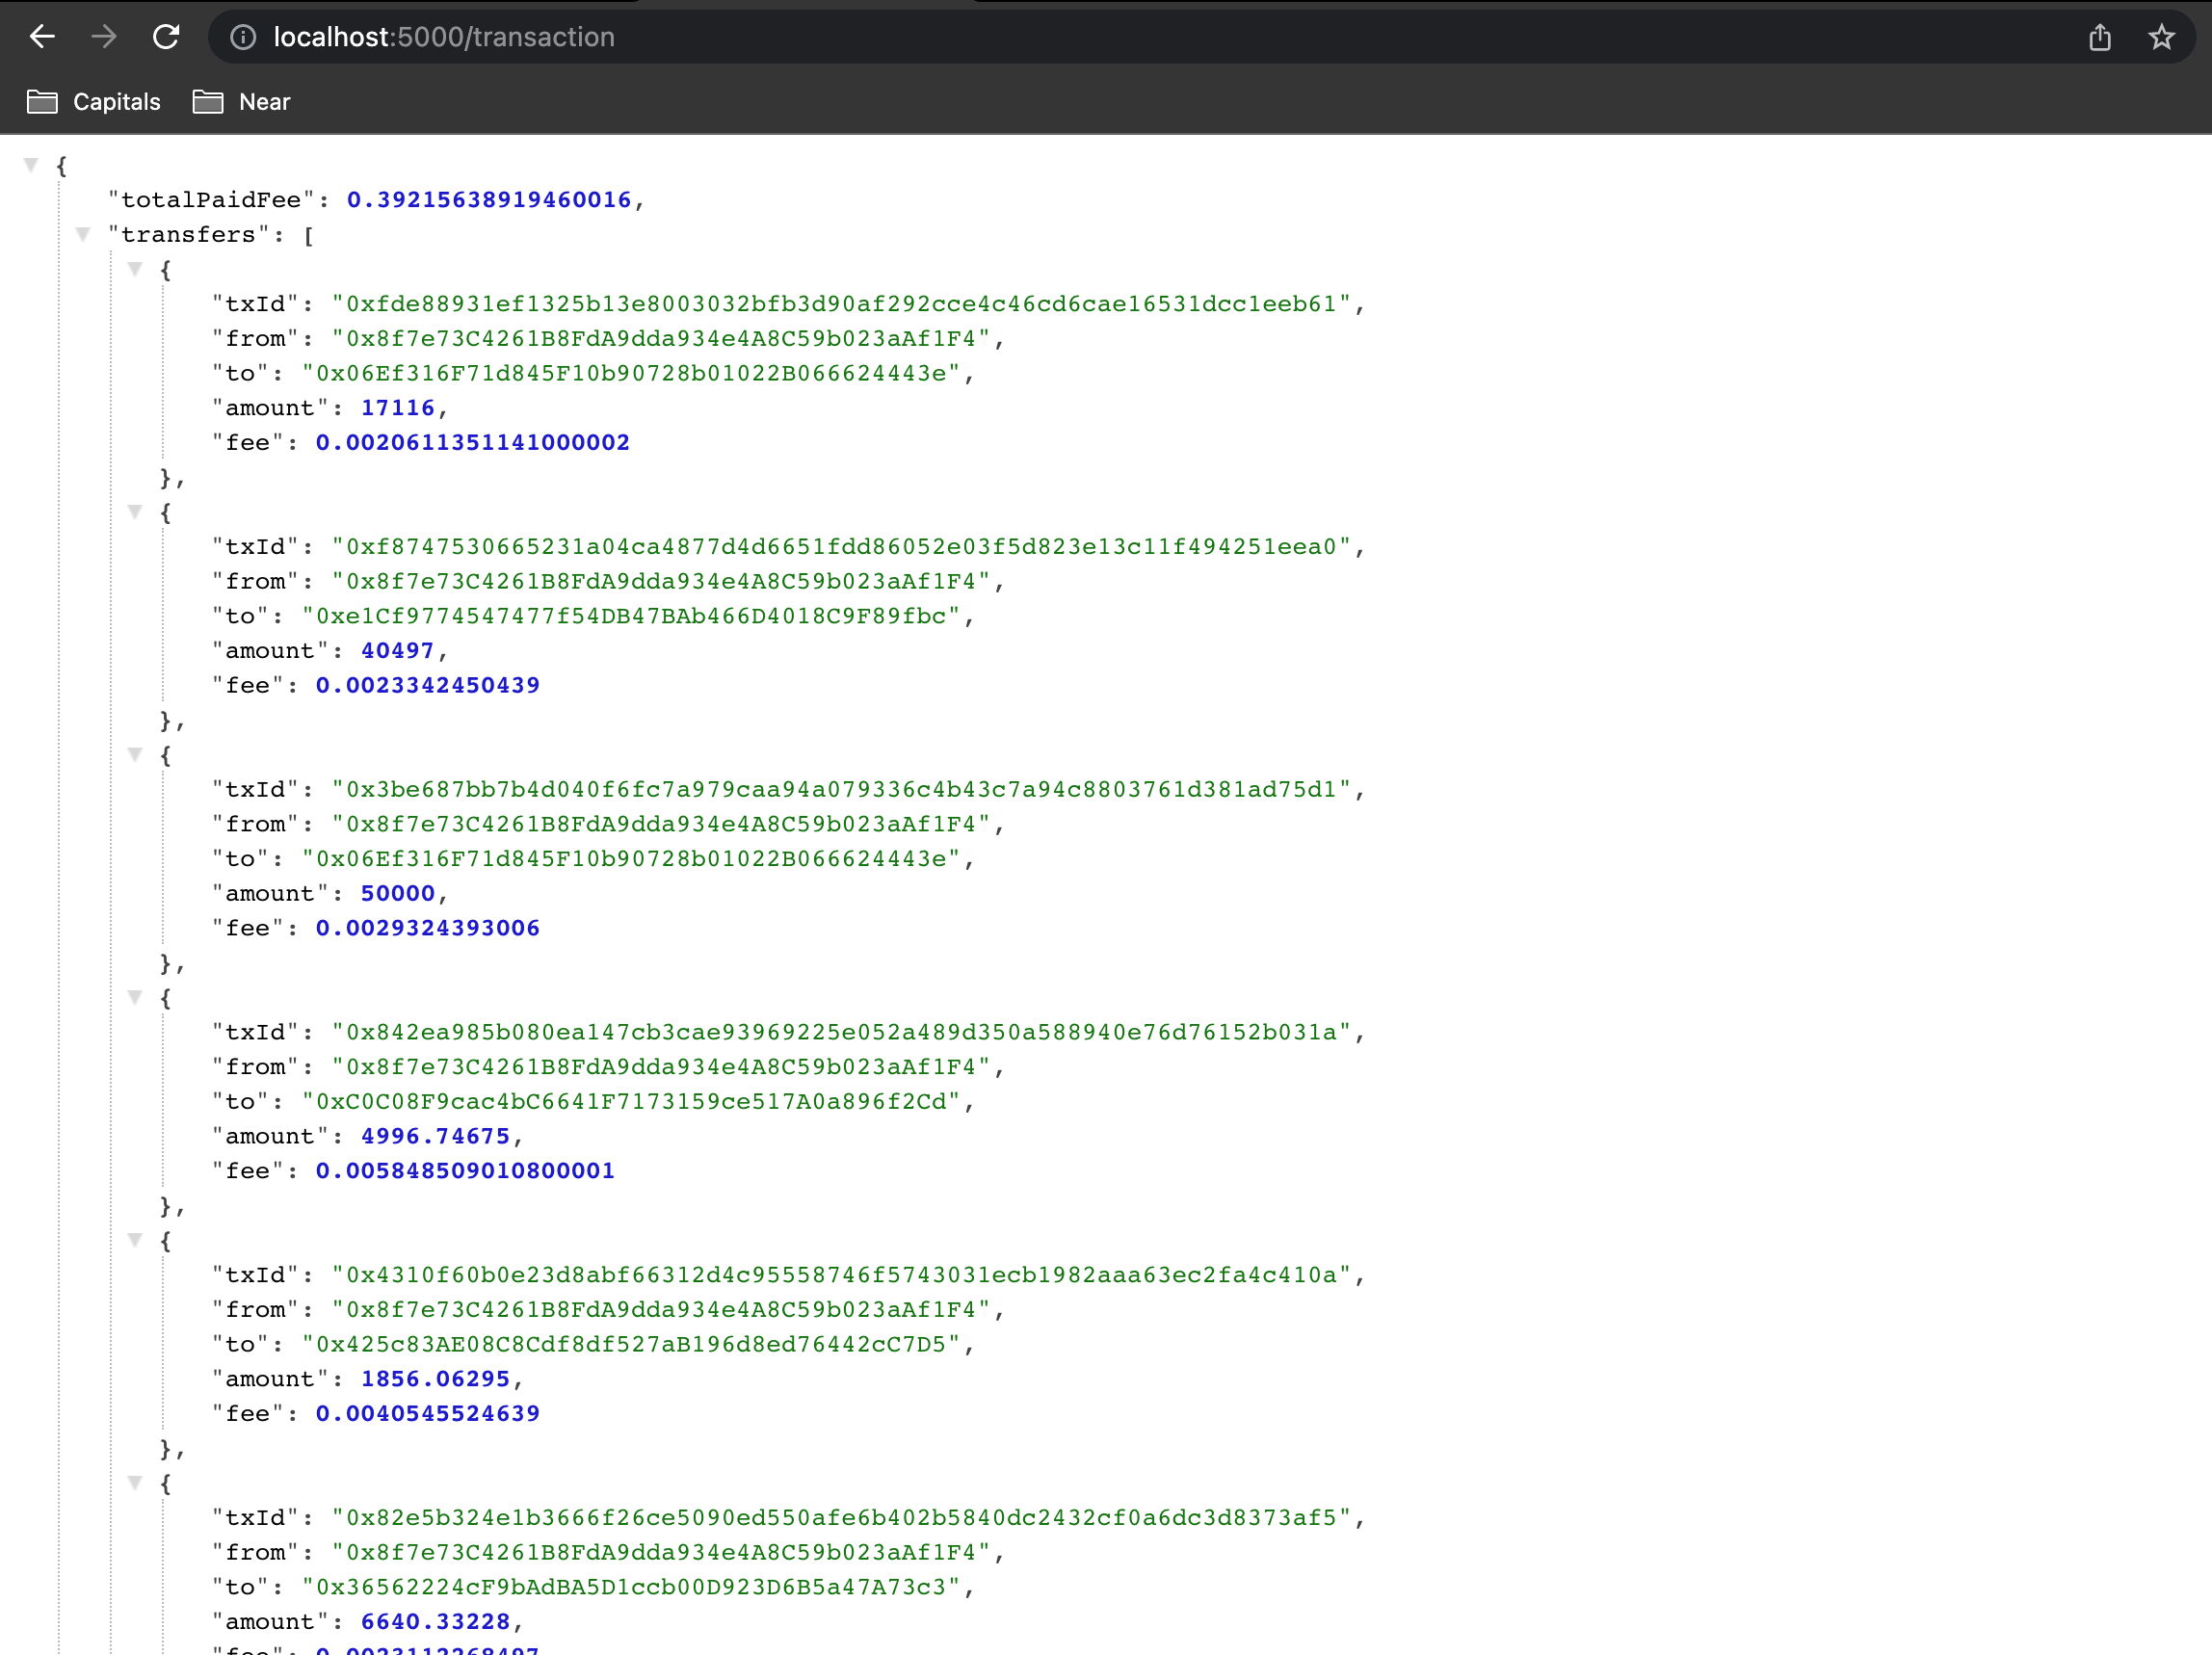 localhost:5000/transaction
Capitals Near
{
"totalPaidFee": 0.39215638919460016,
"transfers": [
{
"txId": "0xfde88931ef1325b13e8003032bfb3d90af292cce4c46cd6cae16531dcc1eeb61",
"from": "0x8f7e73C4261B8FdA9dda934e4A8C59b023aAf1F4",
"to": "0x06Ef316F71d845F10b90728b01022B066624443e",
"amount": 17116,
"fee": 0.0020611351141000002
},
{
"txId": "0xf8747530665231a04ca4877d4d6651fdd86052e03f5d823e13c11f494251eea0",
"from": "0x8f7e73C4261B8FdA9dda934e4A8C59b023aAf1F4",
"to": "0xe1Cf9774547477f54DB47BAb466D4018C9F89fbc",
"amount": 40497,
"fee": 0.0023342450439
},
{
"txId": "0x3be687bb7b4d040f6fc7a979caa94a079336c4b43c7a94c8803761d381ad75d1",
"from": "0x8f7e73C4261B8FdA9dda934e4A8C59b023aAf1F4",
"to": "0x06Ef316F71d845F10b90728b01022B066624443e",
"amount": 50000,
"fee": 0.0029324393006
},
{
"txId": "0x842ea985b080ea147cb3cae93969225e052a489d350a588940e76d76152b031a",
"from": "0x8f7e73C4261B8FdA9dda934e4A8C59b023aAf1F4",
"to": "0xC0C08F9cac4bC6641F7173159ce517A0a896f2Cd",
"amount": 4996.74675,
"fee": 0.005848509010800001
},
{
"txId": "0x4310f60b0e23d8abf66312d4c95558746f5743031ecb1982aaa63ec2fa4c410a",
"from": "0x8f7e73C4261B8FdA9dda934e4A8C59b023aAf1F4",
"to": "0x425c83AE08C8Cdf8df527aB196d8ed76442cC7D5",
"amount": 1856.06295,
"fee": 0.0040545524639
},
{
"txId": "0x82e5b324e1b3666f26ce5090ed550afe6b402b5840dc2432cf0a6dc3d8373af5",
"from": "0x8f7e73C4261B8FdA9dda934e4A8C59b023aAf1F4",
"to": "0x36562224cF9bAdBA5D1ccb00D923D6B5a47A73c3",
"amount": 6640.33228,
"fee": 0.0023112268497